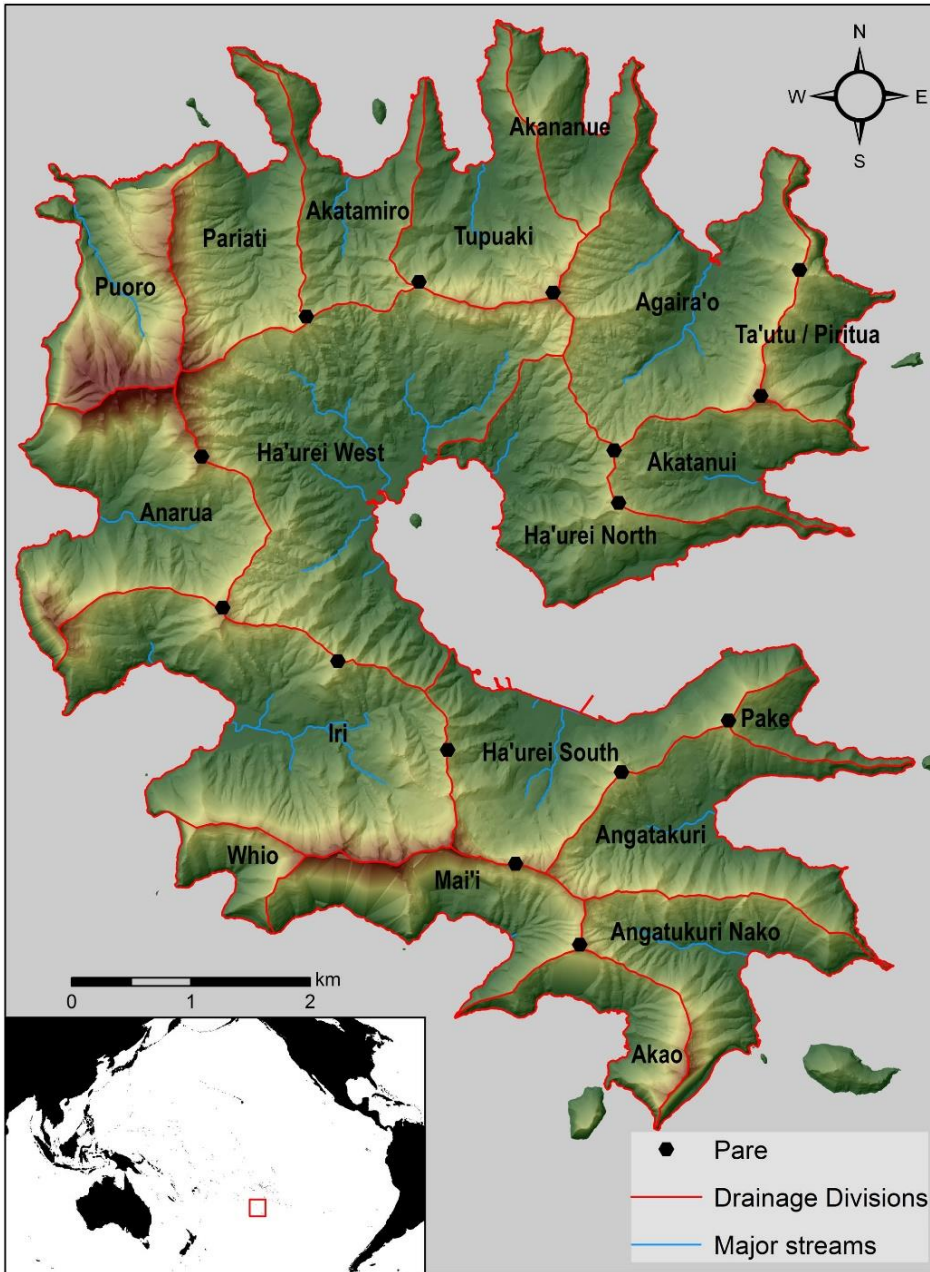 N
W E
S
Akananue
Akatamiro
Pariati
Tupuaki
Puoro
Agaira'o
Ta'utu / Piritua
Ha'urei West
Akatanui
Anarua
Ha'urei North
Pake
Iri
Ha'urei South
Angatakuri
Whio
Mai'i
Angatukuri Nako
km
0 1 2
Akao
Pare
Drainage Divisions
Major streams